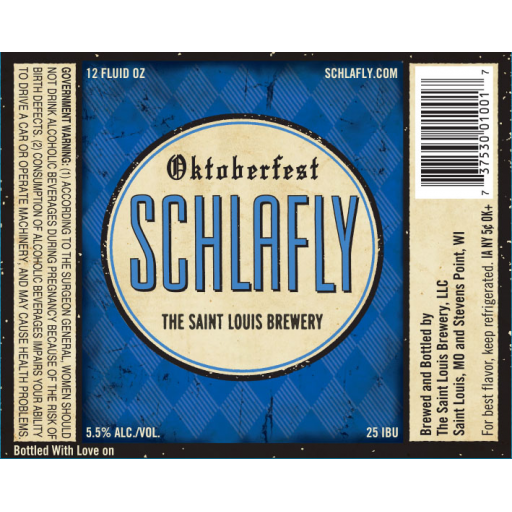 12 FLUID OZ
SCHLAFLY.COM
Oktoberfest
SCHLAFLY
THE SAINT LOUIS BREWERY
5.5% ALC./VOL.
25 IBU
GOVERNMENT WARNING: (1) ACCORDING TO THE SURGEON GENERAL, WOMEN SHOULD
NOT DRINK ALCOHOLIC BEVERAGES DURING PREGNANCY BECAUSE OF THE RISK OF
BIRTH DEFECTS. (2) CONSUMPTION OF ALCOHOLIC BEVERAGES IMPAIRS YOUR ABILITY
TO DRIVE A CAR OR OPERATE MACHINERY, AND MAY CAUSE HEALTH PROBLEMS.
Bottled With Love on
7 37530 01001 7
Brewed and Bottled by
The Saint Louis Brewery, LLC
Saint Louis, MO and Stevens Point, WI
For best flavor, keep refrigerated. IA NY 5¢ OK+